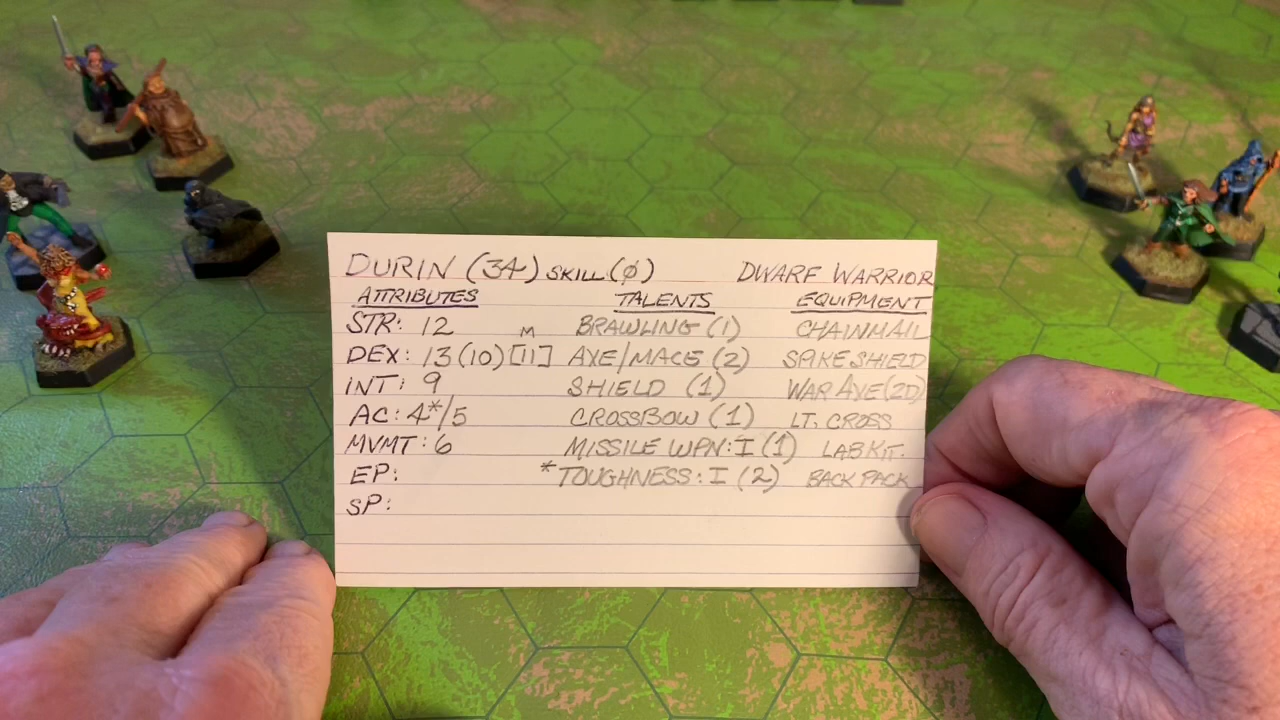 DURIN (34) SKILL (ø) DWARF WARRIOR
ATTRIBUTES TALENTS EQUIPMENT
STR: 12 BRAWLING (1) CHAINMAIL
M
DEX: 13 (10) [11] AXE/MACE (2) SPIKE SHIELD
INT: 9 SHIELD (1) WAR AXE (2D)
AC: 4*/5 CROSSBOW (1) LT. CROSS
MVMT: 6 MISSILE WPN: I (1) LAB KIT.
EP: *TOUGHNESS: I (2) BACK PACK
SP: